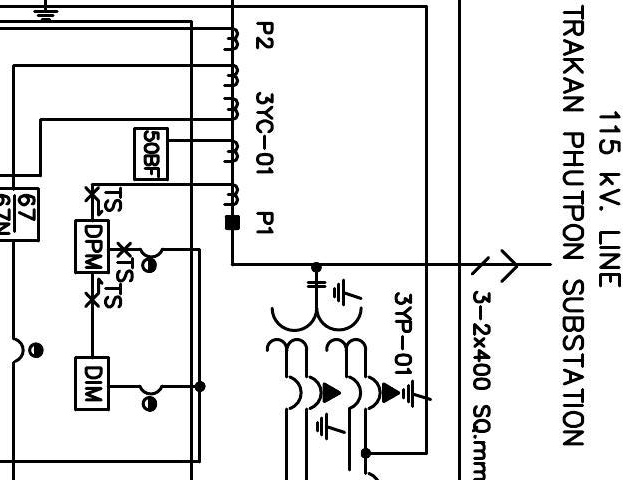 115 kV. LINE
TRAKAN PHUTPON SUBSTATION
3-2x400 SQ.mm
3YP-01
P2
3YC-01
P1
50BF
TS
DPM
TS
TS
DIM
67
67N